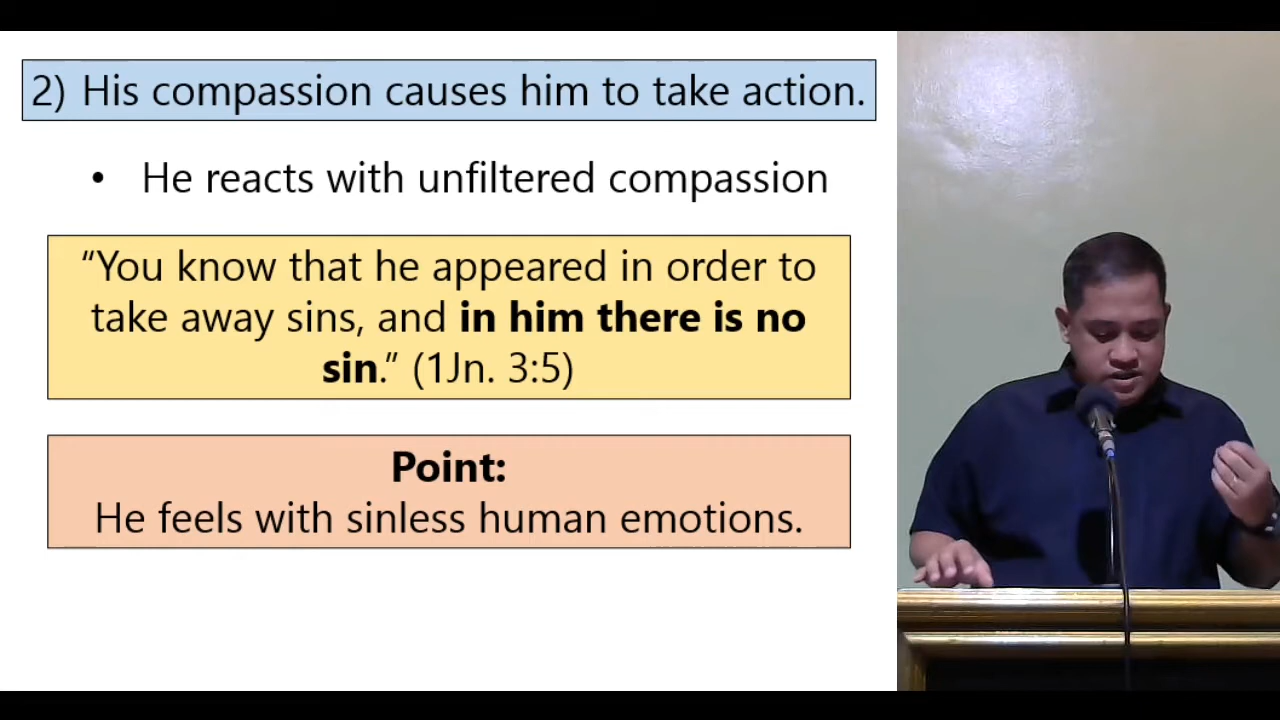 2) His compassion causes him to take action.
• He reacts with unfiltered compassion
“You know that he appeared in order to
take away sins, and in him there is no
sin.” (1Jn. 3:5)
Point:
He feels with sinless human emotions.